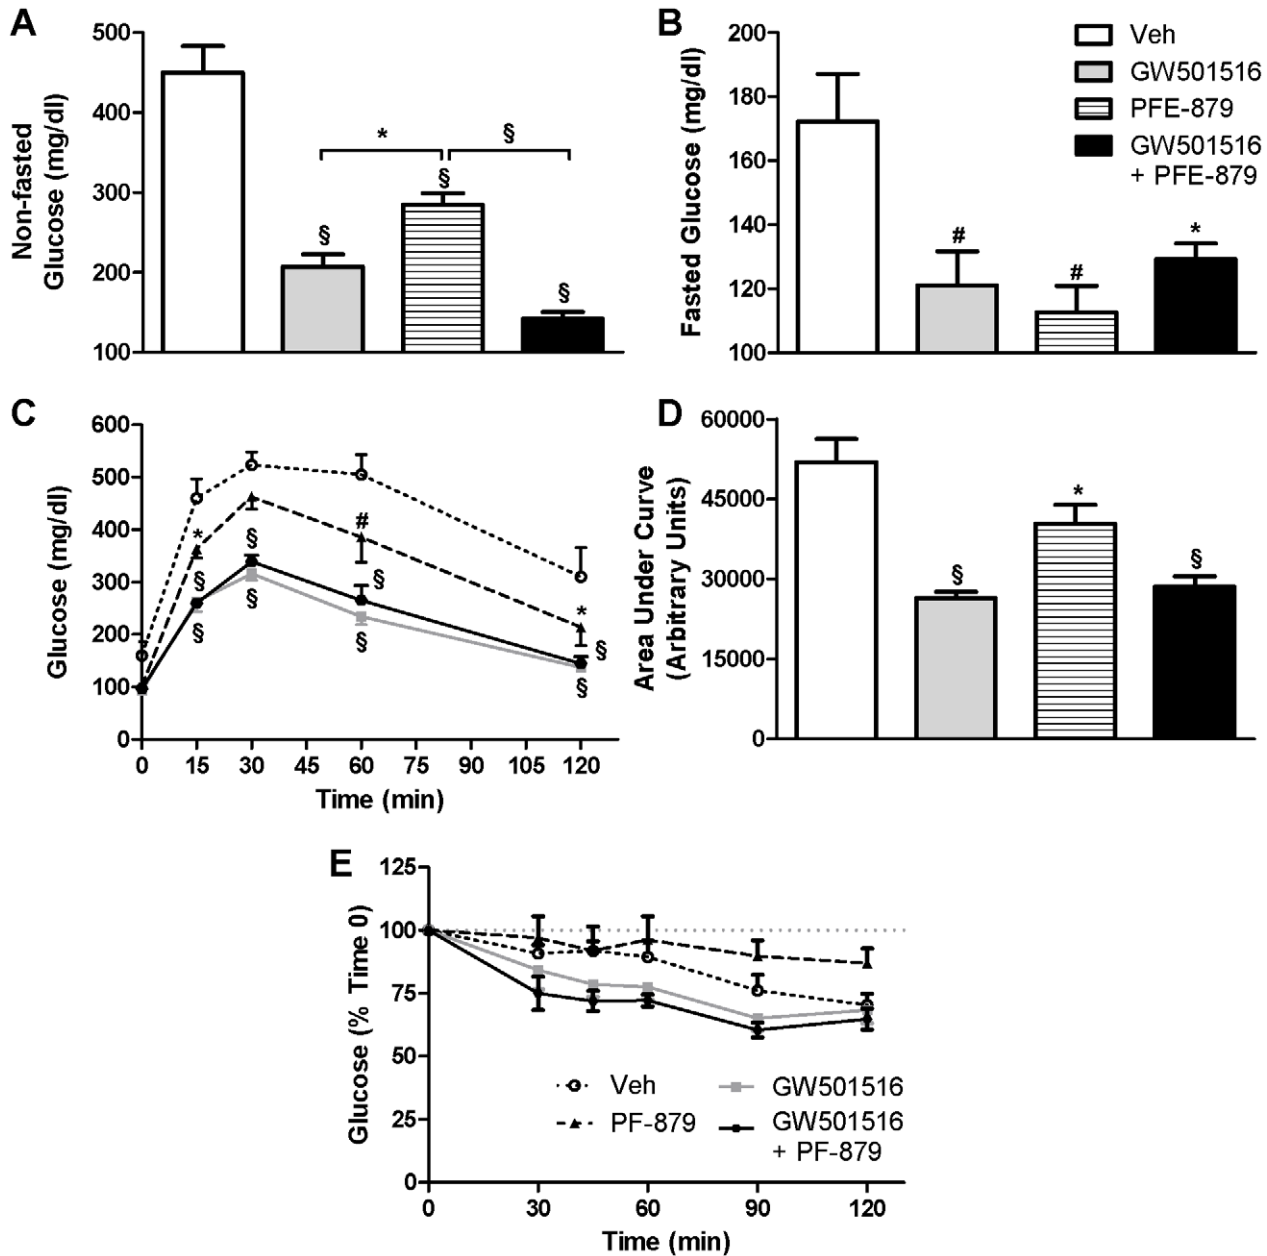 A
500
400
300
200
100
Non-fasted
Glucose (mg/dl)
*
§
§
§
§
B
200
180
160
140
120
100
Fasted Glucose (mg/dl)
#
#
*
Veh
GW501516
PFE-879
GW501516
+ PFE-879
C
600
500
400
300
200
100
0
Glucose (mg/dl)
*
§
§
§
§
#
§
§
*
§
§
0 15 30 45 60 75 90 105 120
Time (min)
D
60000
45000
30000
15000
0
Area Under Curve
(Arbitrary Units)
§
*
§
E
125
100
75
50
25
0
Glucose (% Time 0)
Veh
PF-879
GW501516
GW501516
+ PF-879
0 30 60 90 120
Time (min)